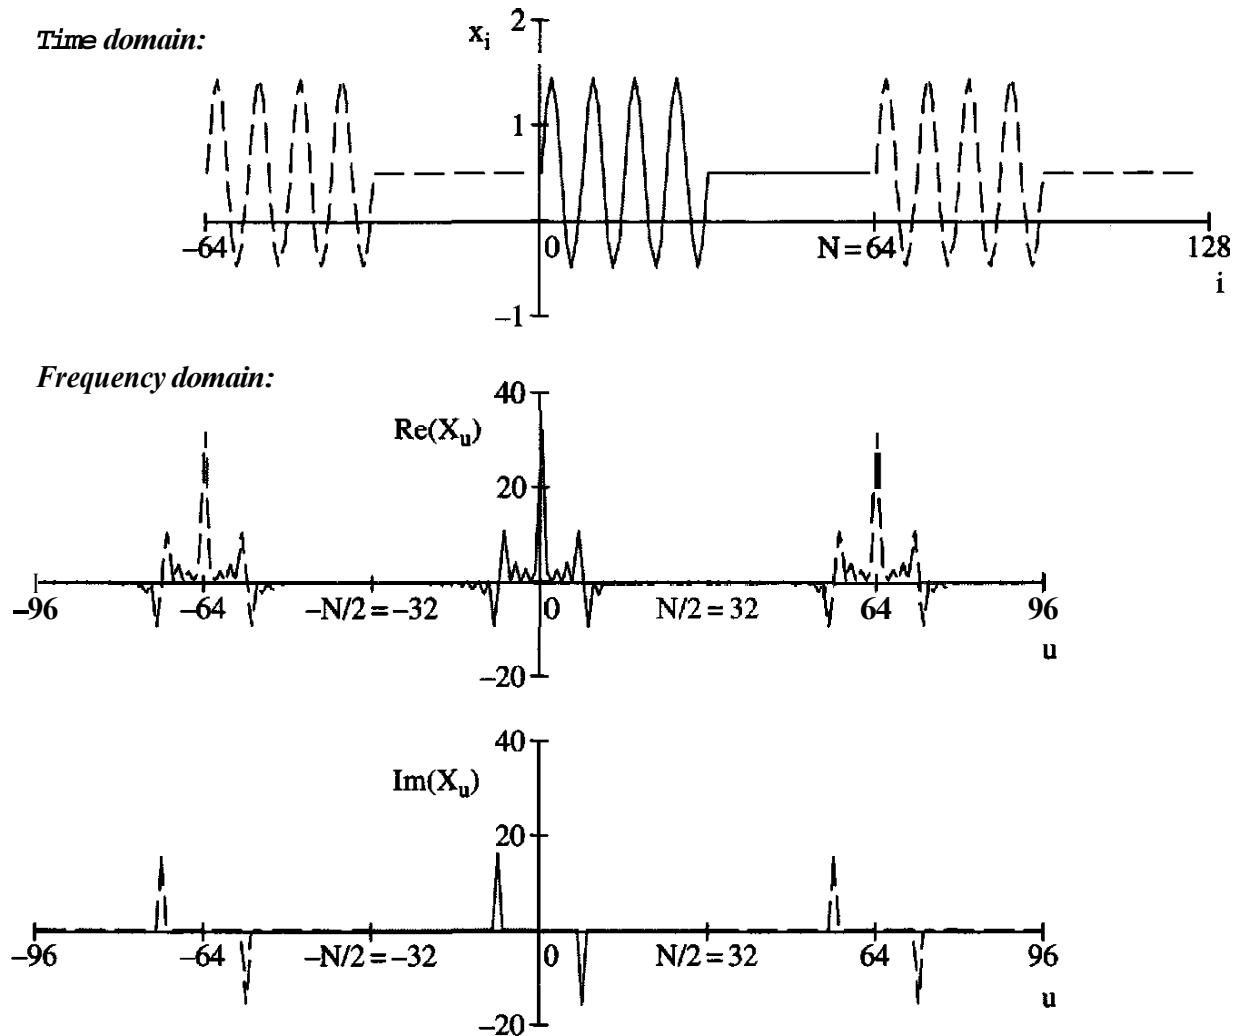 Time domain:
x_i
2
1
−64
0
N = 64
128
i
−1
Frequency domain:
40
Re(X_u)
20
−96
−64
−N/2 = −32
0
N/2 = 32
64
96
u
−20
40
Im(X_u)
20
−96
−64
−N/2 = −32
0
N/2 = 32
64
96
u
−20